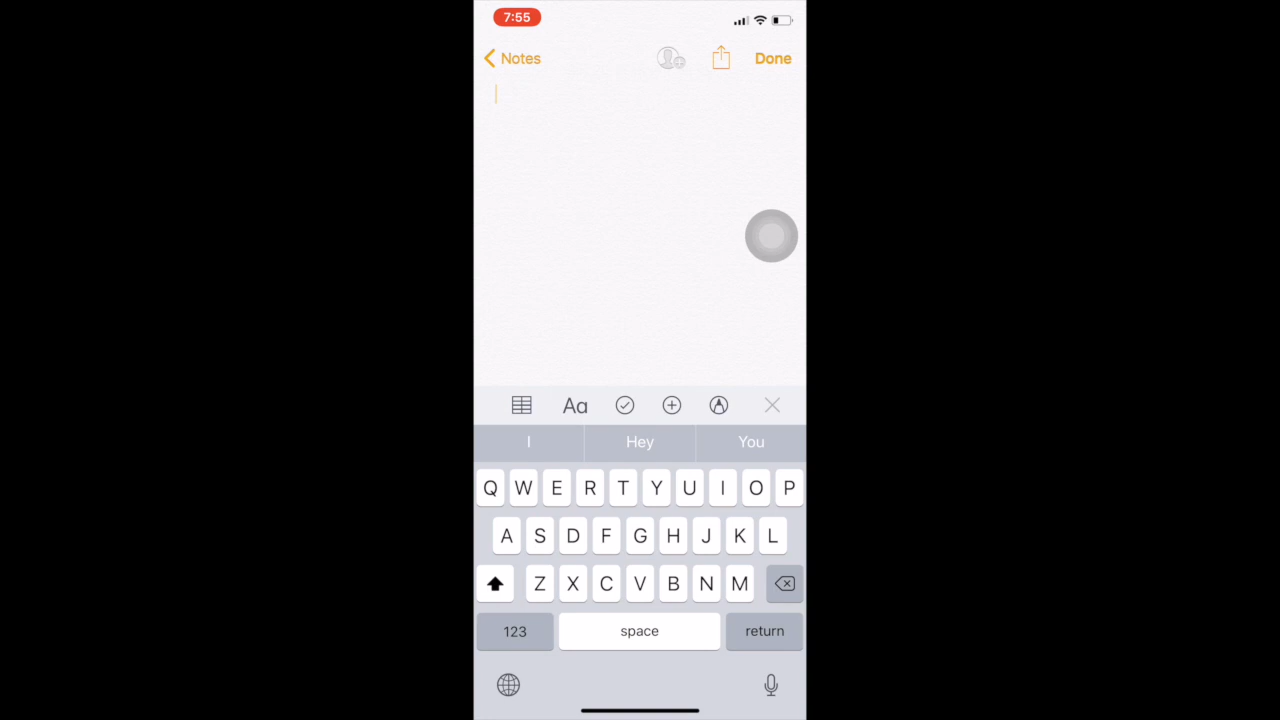 7:55
Notes
Done
Aa
I Hey You
Q W E R T Y U I O P
A S D F G H J K L
Z X C V B N M
123 space return